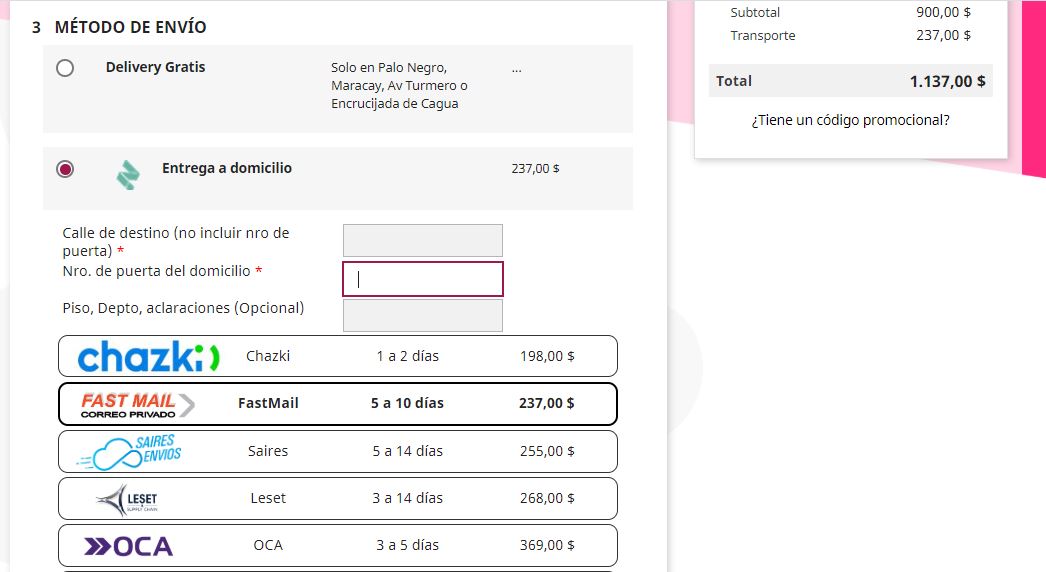 3 MÉTODO DE ENVÍO
Delivery Gratis
Solo en Palo Negro,
Maracay, Av Turmero o
Encrucijada de Cagua
...
Entrega a domicilio 237,00 $
Calle de destino (no incluir nro de
puerta) *
Nro. de puerta del domicilio *
Piso, Depto, aclaraciones (Opcional)
chazki Chazki 1 a 2 días 198,00 $
FAST MAIL
CORREO PRIVADO
FastMail 5 a 10 días 237,00 $
SAIRES
ENVIOS
Saires 5 a 14 días 255,00 $
LESET
SUPPLY CHAIN
Leset 3 a 14 días 268,00 $
OCA OCA 3 a 5 días 369,00 $
Subtotal 900,00 $
Transporte 237,00 $
Total 1.137,00 $
¿Tiene un código promocional?